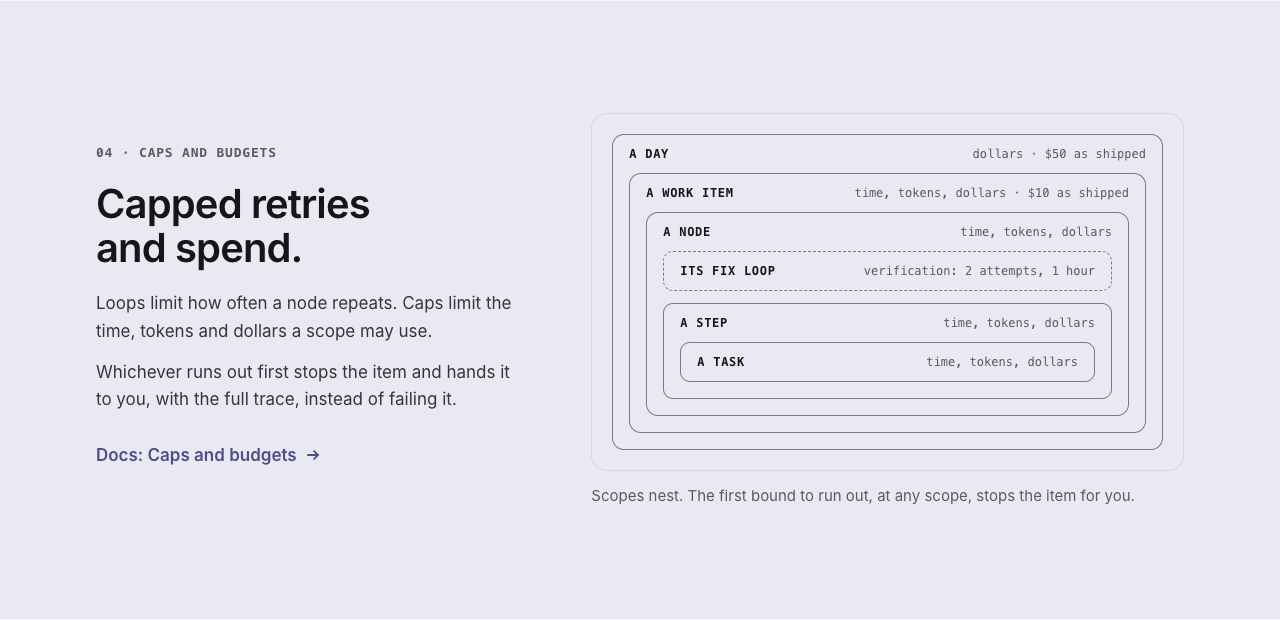 04 · CAPS AND BUDGETS
Capped retries
and spend.
Loops limit how often a node repeats. Caps limit the
time, tokens and dollars a scope may use.
Whichever runs out first stops the item and hands it
to you, with the full trace, instead of failing it.
Docs: Caps and budgets →
A DAY dollars · $50 as shipped
A WORK ITEM time, tokens, dollars · $10 as shipped
A NODE time, tokens, dollars
ITS FIX LOOP verification: 2 attempts, 1 hour
A STEP time, tokens, dollars
A TASK time, tokens, dollars
Scopes nest. The first bound to run out, at any scope, stops the item for you.